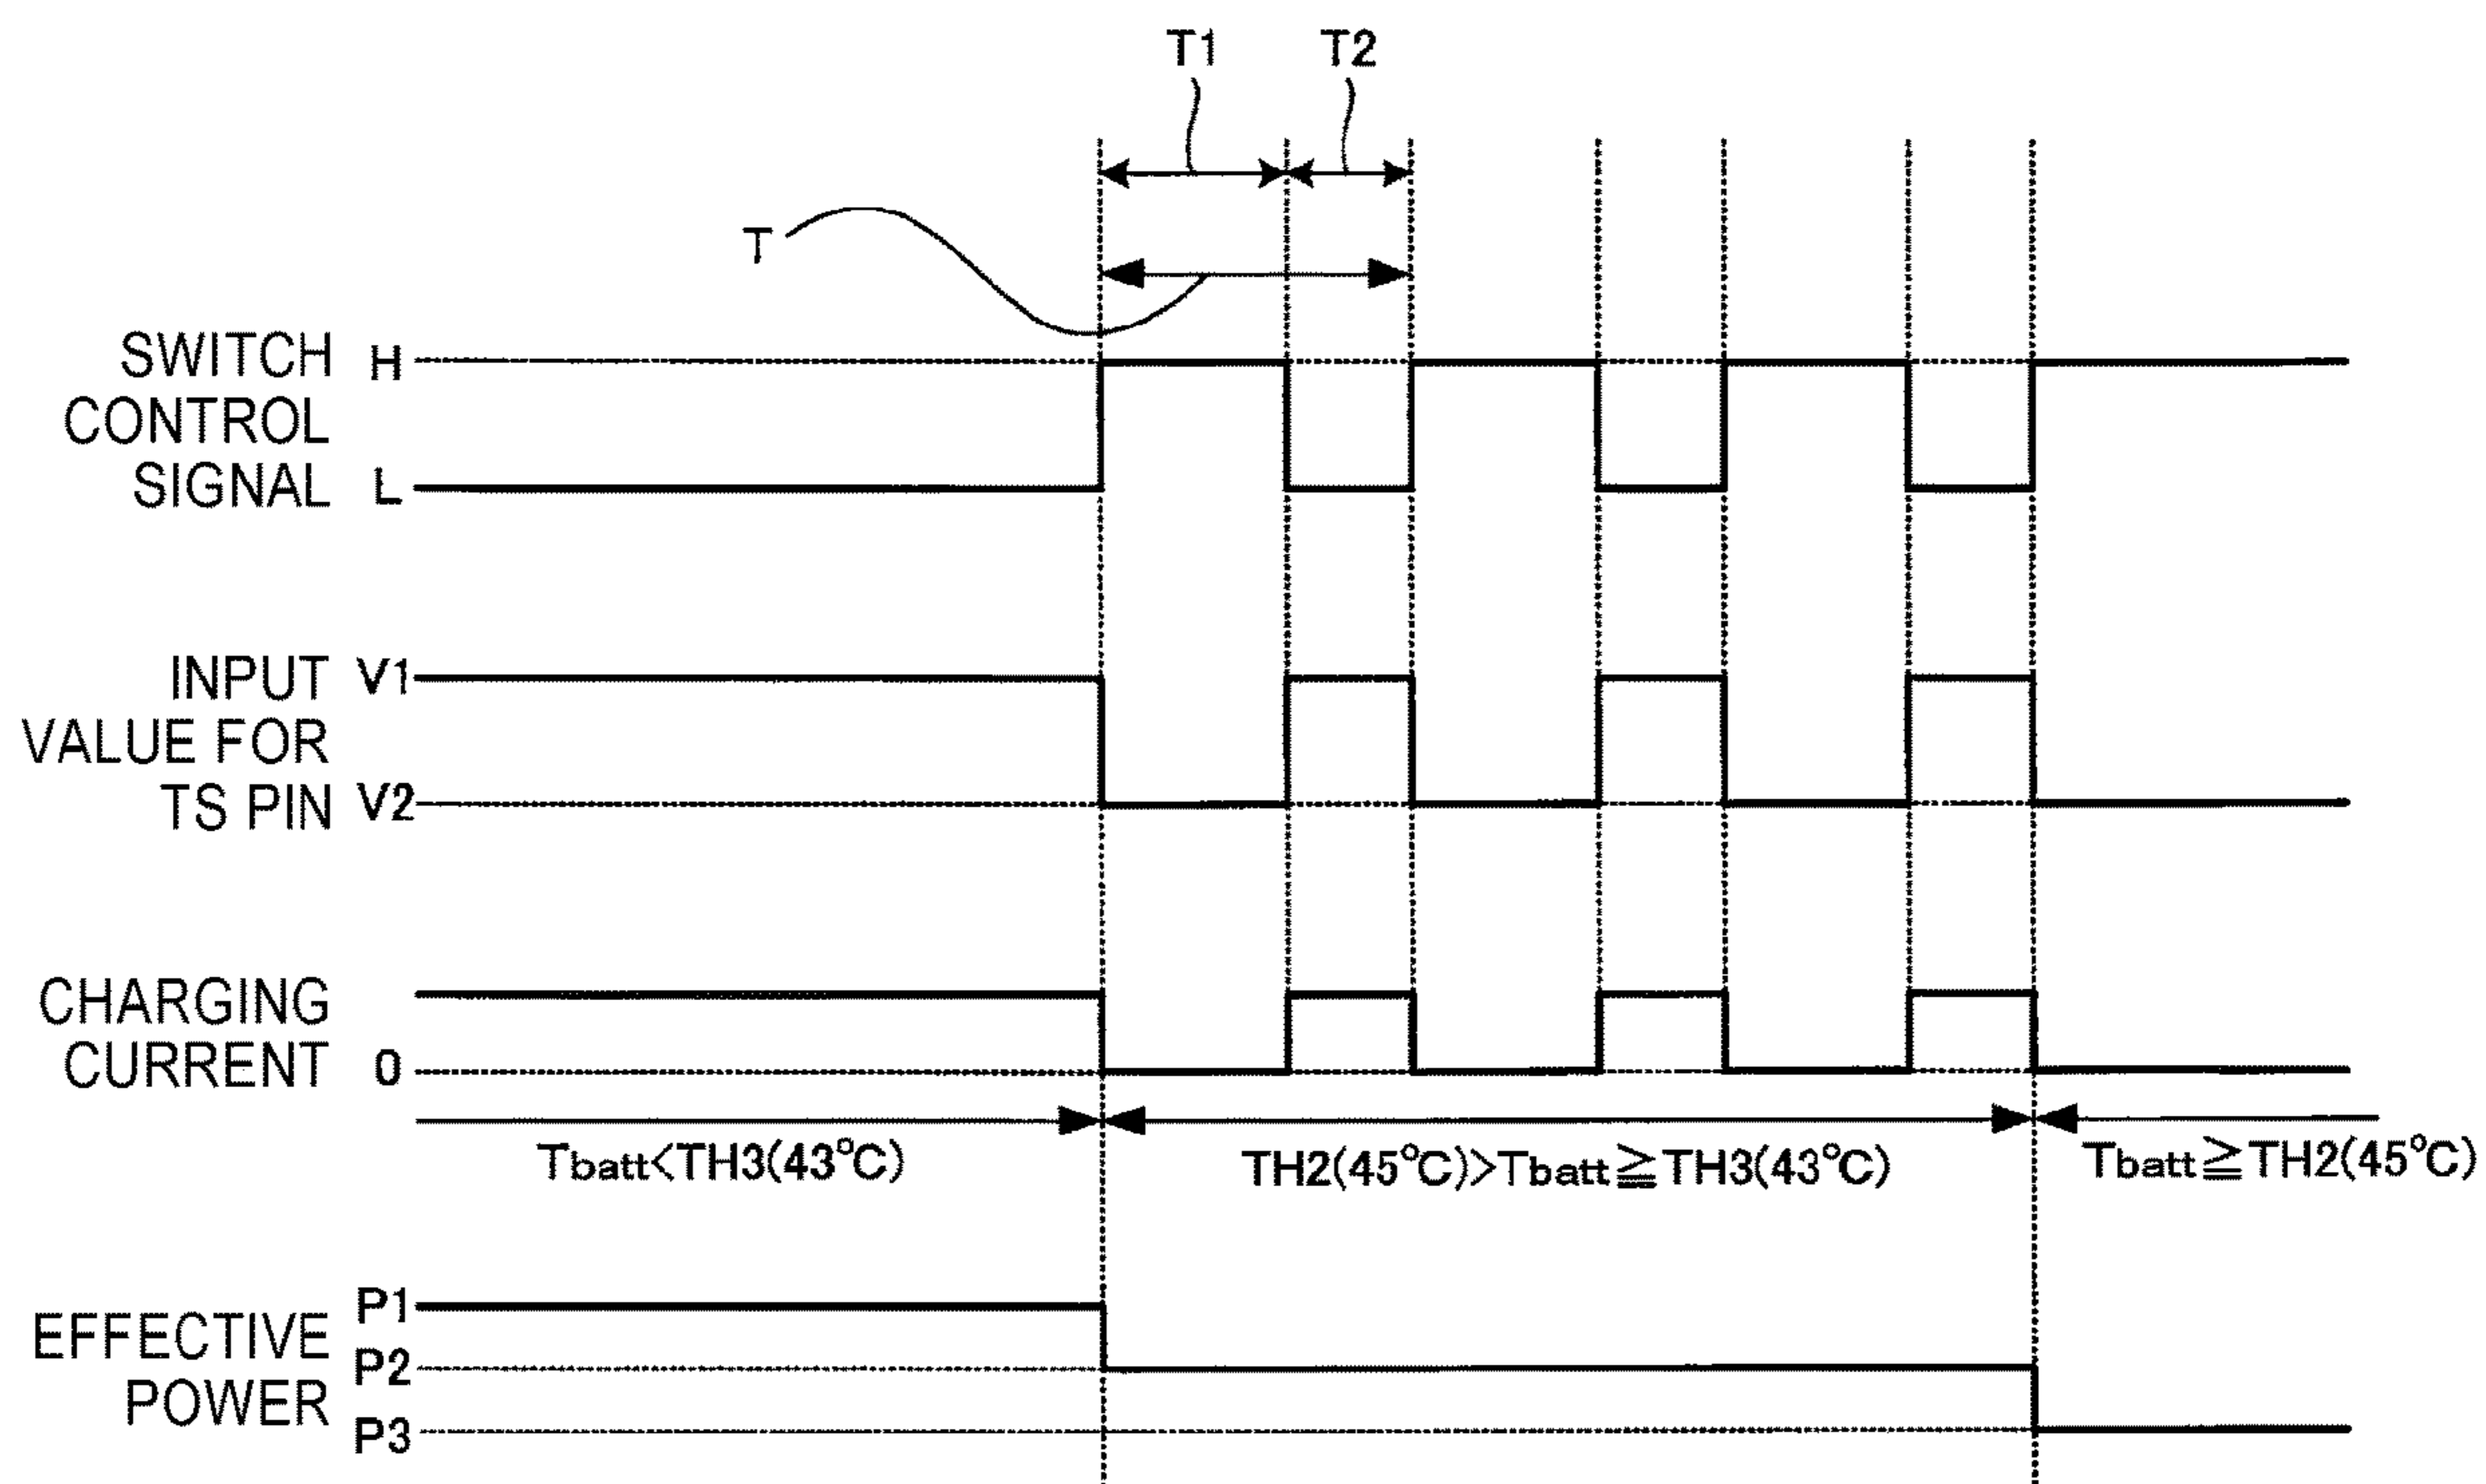 T1 T2
T
SWITCH H
CONTROL
SIGNAL L
INPUT V1
VALUE FOR
TS PIN V2
CHARGING
CURRENT 0
Tbatt<TH3(43°C) TH2(45°C)>Tbatt≧TH3(43°C) Tbatt≧TH2(45°C)
P1
EFFECTIVE
P2
POWER
P3